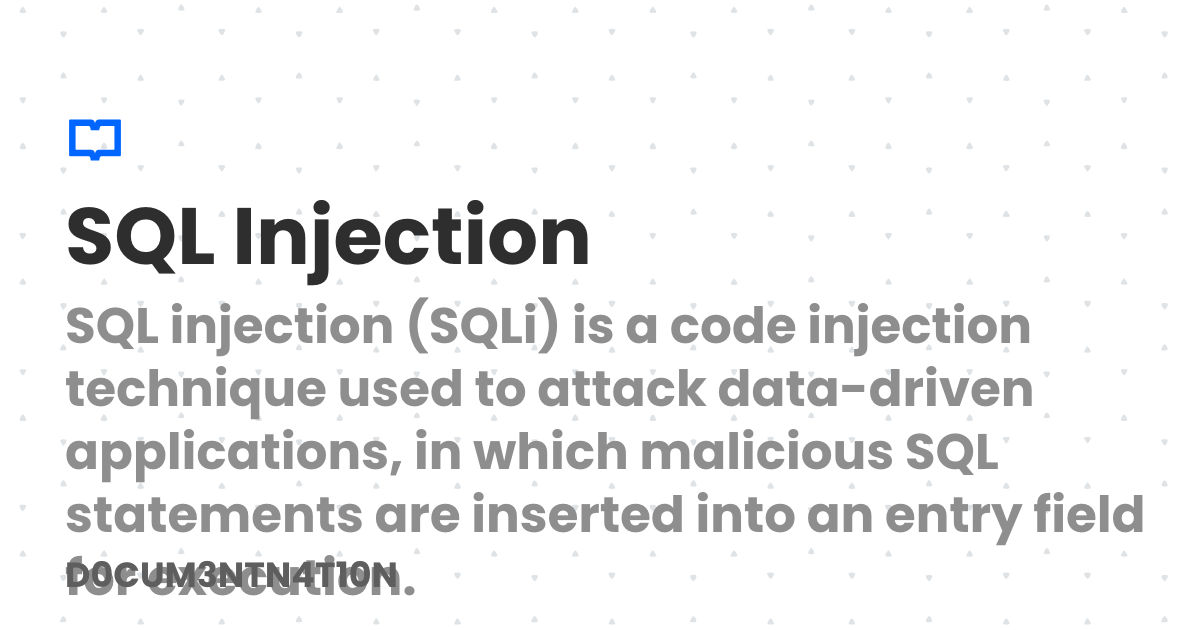 SQL Injection
SQL injection (SQLi) is a code injection
technique used to attack data-driven
applications, in which malicious SQL
statements are inserted into an entry field
for execution.
D0CUM3NTN4T10N